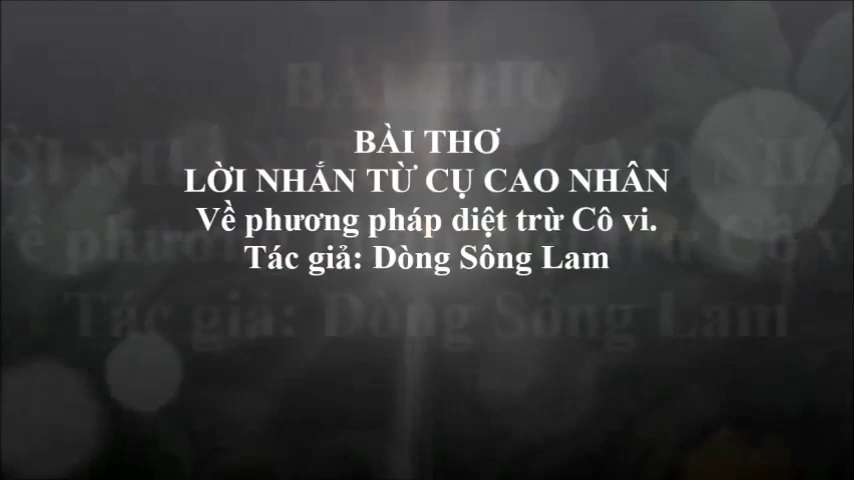 BÀI THƠ
LỜI NHẮN TỪ CỤ CAO NHÂN
Về phương pháp diệt trừ Cô vi.
Tác giả: Dòng Sông Lam